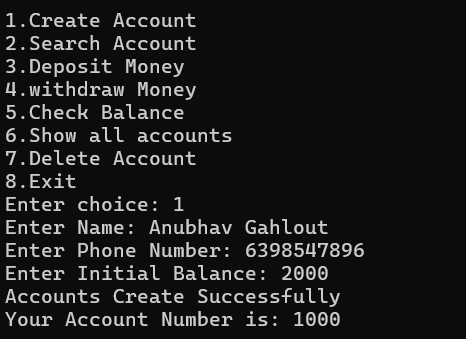 1.Create Account
2.Search Account
3.Deposit Money
4.withdraw Money
5.Check Balance
6.Show all accounts
7.Delete Account
8.Exit
Enter choice: 1
Enter Name: Anubhav Gahlout
Enter Phone Number: 6398547896
Enter Initial Balance: 2000
Accounts Create Successfully
Your Account Number is: 1000